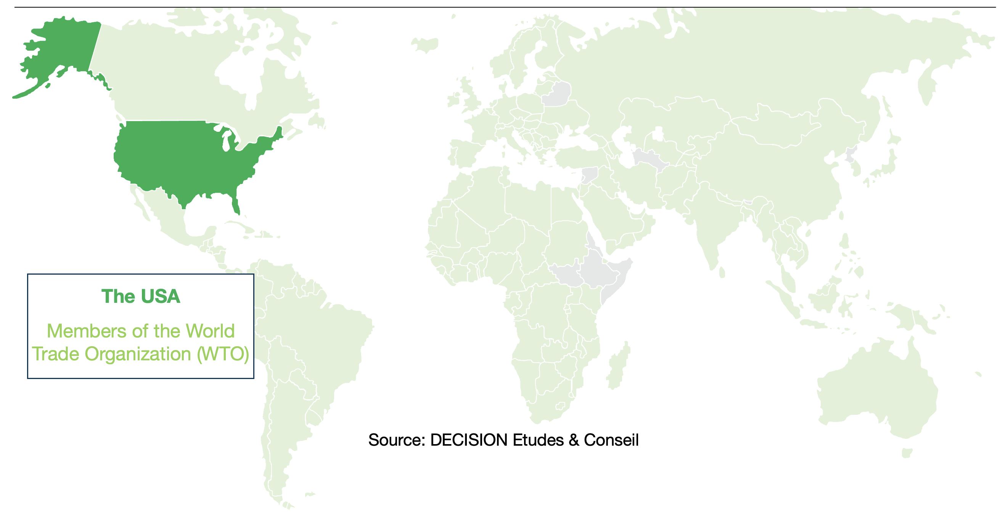 The USA
Members of the World
Trade Organization (WTO)
Source: DECISION Etudes & Conseil